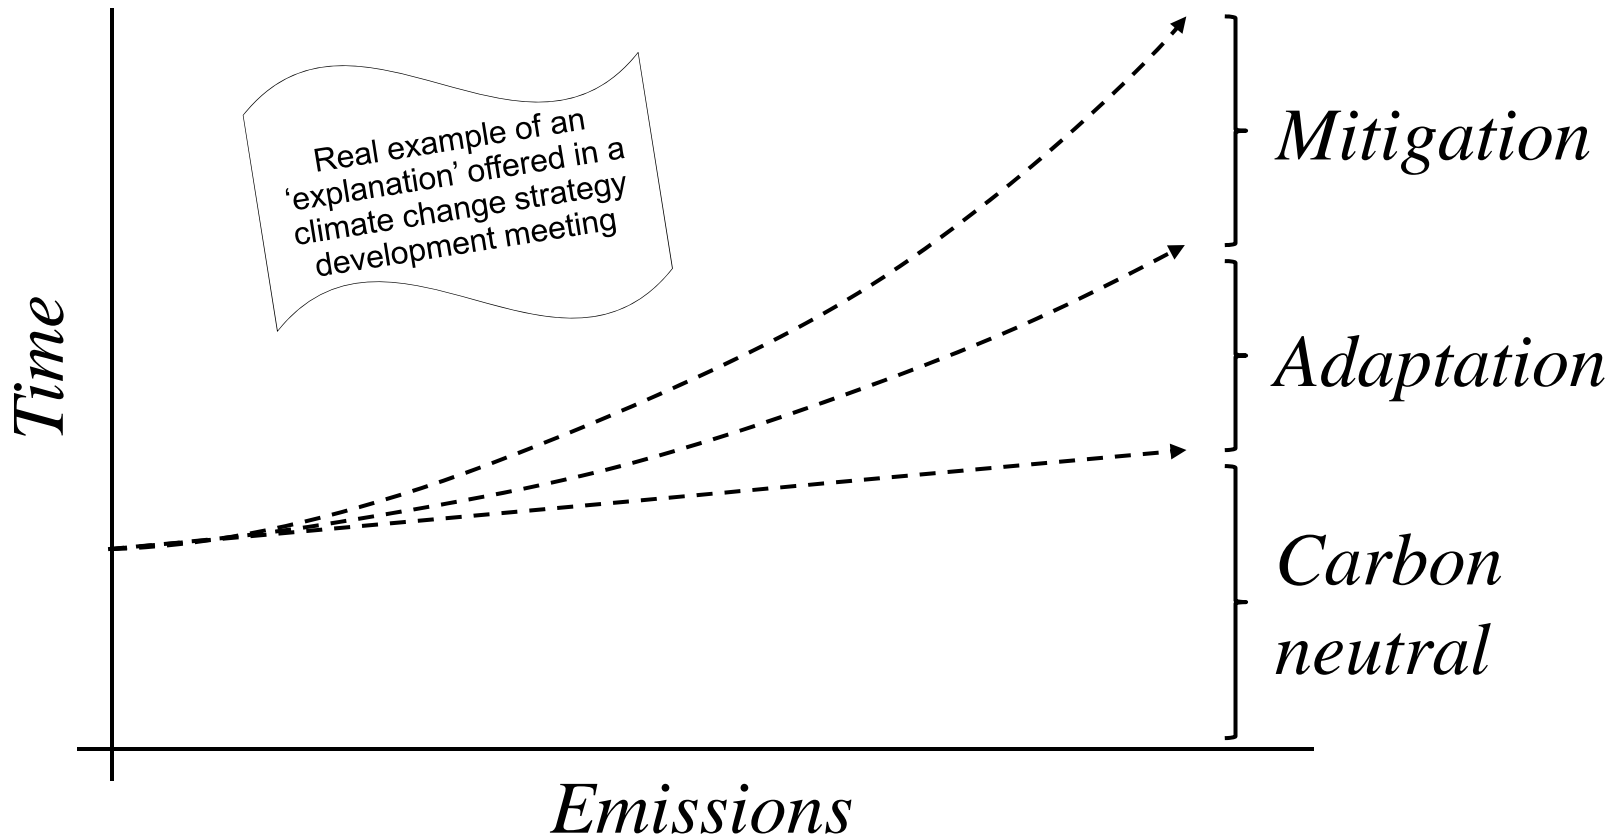 Real example of an
‘explanation’ offered in a
climate change strategy
development meeting
Mitigation
Adaptation
Carbon
neutral
Time
Emissions